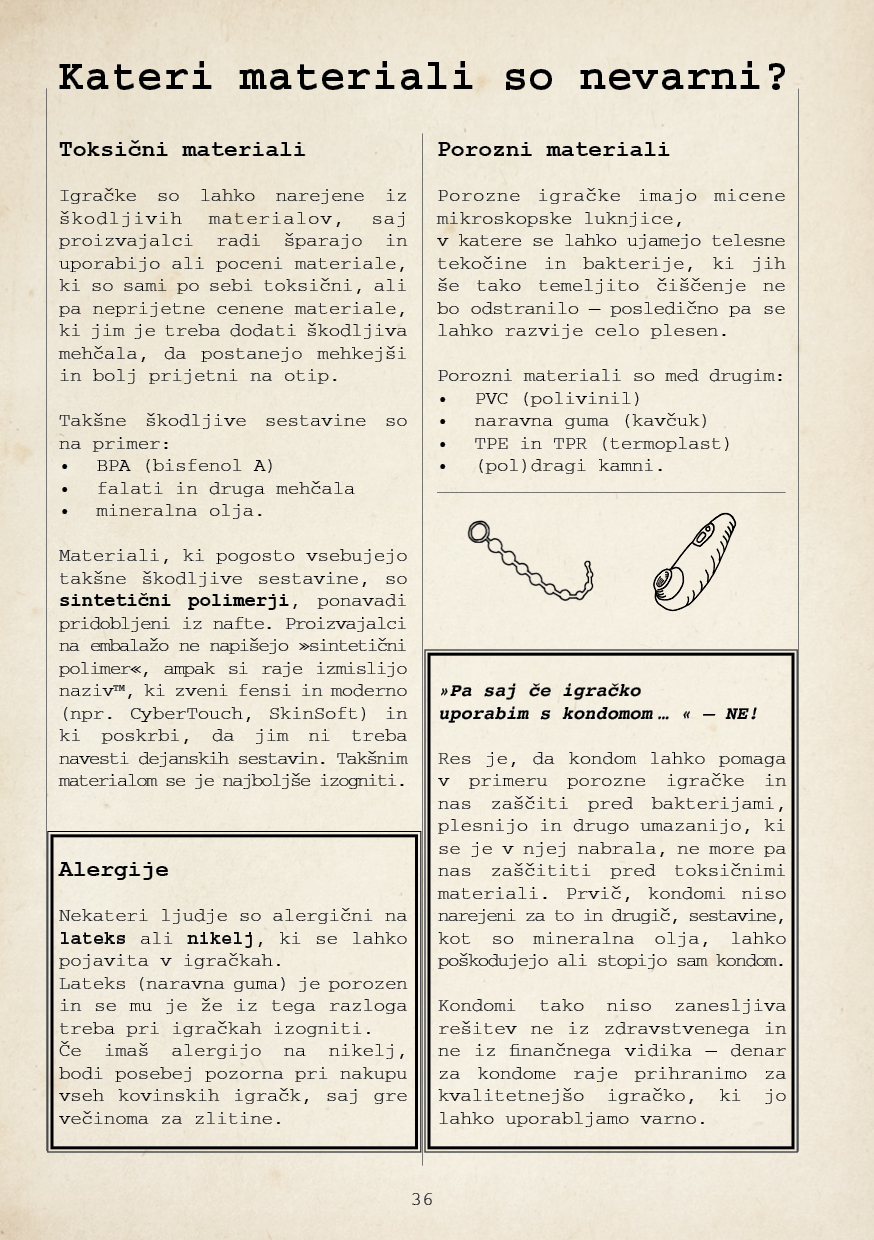 Kateri materiali so nevarni?
Toksični materiali
Igračke so lahko narejene iz
škodljivih materialov, saj
proizvajalci radi šparajo in
uporabijo ali poceni materiale,
ki so sami po sebi toksični, ali
pa neprijetne cenene materiale,
ki jim je treba dodati škodljiva
mehčala, da postanejo mehkejši
in bolj prijetni na otip.
Takšne škodljive sestavine so
na primer:
• BPA (bisfenol A)
• falati in druga mehčala
• mineralna olja.
Materiali, ki pogosto vsebujejo
takšne škodljive sestavine, so
sintetični polimerji, ponavadi
pridobljeni iz nafte. Proizvajalci
na embalažo ne napišejo »sintetični
polimer«, ampak si raje izmislijo
naziv™, ki zveni fensi in moderno
(npr. CyberTouch, SkinSoft) in
ki poskrbi, da jim ni treba
navesti dejanskih sestavin. Takšnim
materialom se je najboljše izogniti.
Alergije
Nekateri ljudje so alergični na
lateks ali nikelj, ki se lahko
pojavita v igračkah.
Lateks (naravna guma) je porozen
in se mu je že iz tega razloga
treba pri igračkah izogniti.
Če imaš alergijo na nikelj,
bodi posebej pozorna pri nakupu
vseh kovinskih igračk, saj gre
večinoma za zlitine.
Porozni materiali
Porozne igračke imajo micene
mikroskopske luknjice,
v katere se lahko ujamejo telesne
tekočine in bakterije, ki jih
še tako temeljito čiščenje ne
bo odstranilo – posledično pa se
lahko razvije celo plesen.
Porozni materiali so med drugim:
• PVC (polivinil)
• naravna guma (kavčuk)
• TPE in TPR (termoplast)
• (pol)dragi kamni.
»Pa saj če igračko
uporabim s kondomom… « – NE!
Res je, da kondom lahko pomaga
v primeru porozne igračke in
nas zaščiti pred bakterijami,
plesnijo in drugo umazanijo, ki
se je v njej nabrala, ne more pa
nas zaščititi pred toksičnimi
materiali. Prvič, kondomi niso
narejeni za to in drugič, sestavine,
kot so mineralna olja, lahko
poškodujejo ali stopijo sam kondom.
Kondomi tako niso zanesljiva
rešitev ne iz zdravstvenega in
ne iz finančnega vidika – denar
za kondome raje prihranimo za
kvalitetnejšo igračko, ki jo
lahko uporabljamo varno.
36